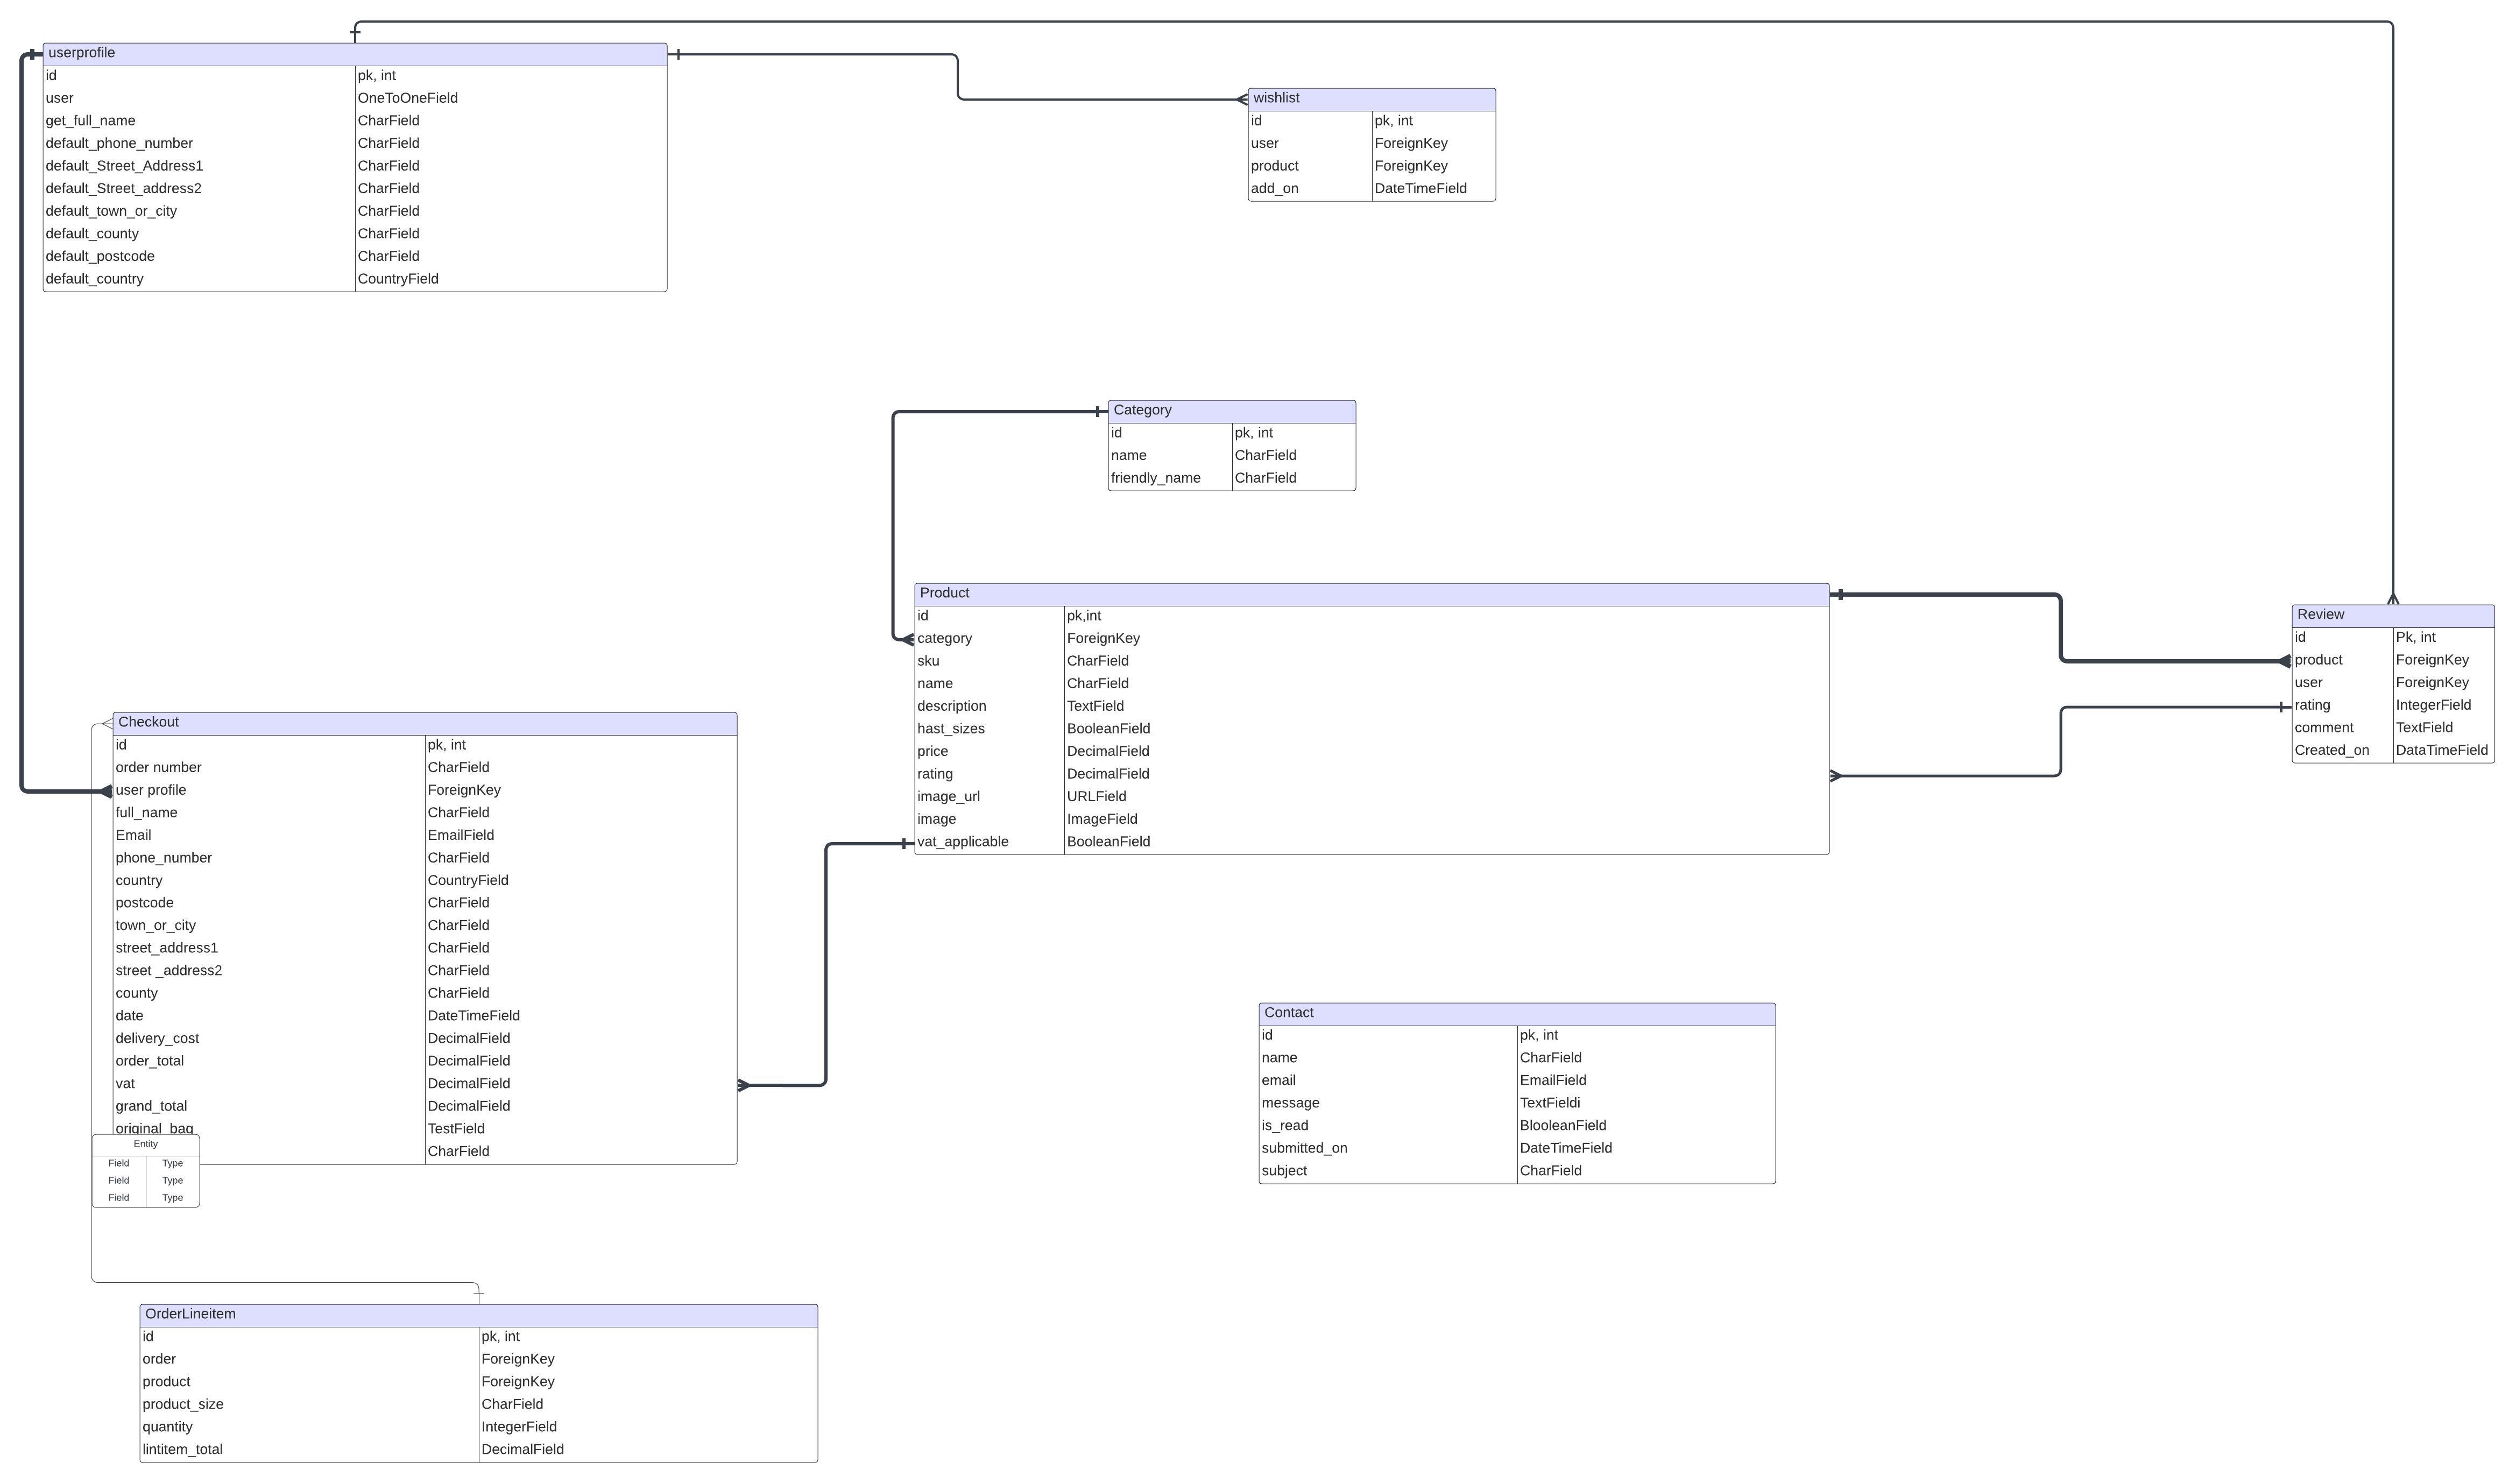 userprofile
id pk, int
user OneToOneField
get_full_name CharField
default_phone_number CharField
default_Street_Address1 CharField
default_Street_address2 CharField
default_town_or_city CharField
default_county CharField
default_postcode CharField
default_country CountryField
wishlist
id pk, int
user ForeignKey
product ForeignKey
add_on DateTimeField
Category
id pk, int
name CharField
friendly_name CharField
Product
id pk,int
category ForeignKey
sku CharField
name CharField
description TextField
hast_sizes BooleanField
price DecimalField
rating DecimalField
image_url URLField
image ImageField
vat_applicable BooleanField
Review
id Pk, int
product ForeignKey
user ForeignKey
rating IntegerField
comment TextField
Created_on DataTimeField
Checkout
id pk, int
order number CharField
user profile ForeignKey
full_name CharField
Email EmailField
phone_number CharField
country CountryField
postcode CharField
town_or_city CharField
street_address1 CharField
street _address2 CharField
county CharField
date DateTimeField
delivery_cost DecimalField
order_total DecimalField
vat DecimalField
grand_total DecimalField
original_bag TestField
CharField
Entity
Field Type
Field Type
Field Type
Contact
id pk, int
name CharField
email EmailField
message TextFieldi
is_read BlooleanField
submitted_on DateTimeField
subject CharField
OrderLineitem
id pk, int
order ForeignKey
product ForeignKey
product_size CharField
quantity IntegerField
lintitem_total DecimalField